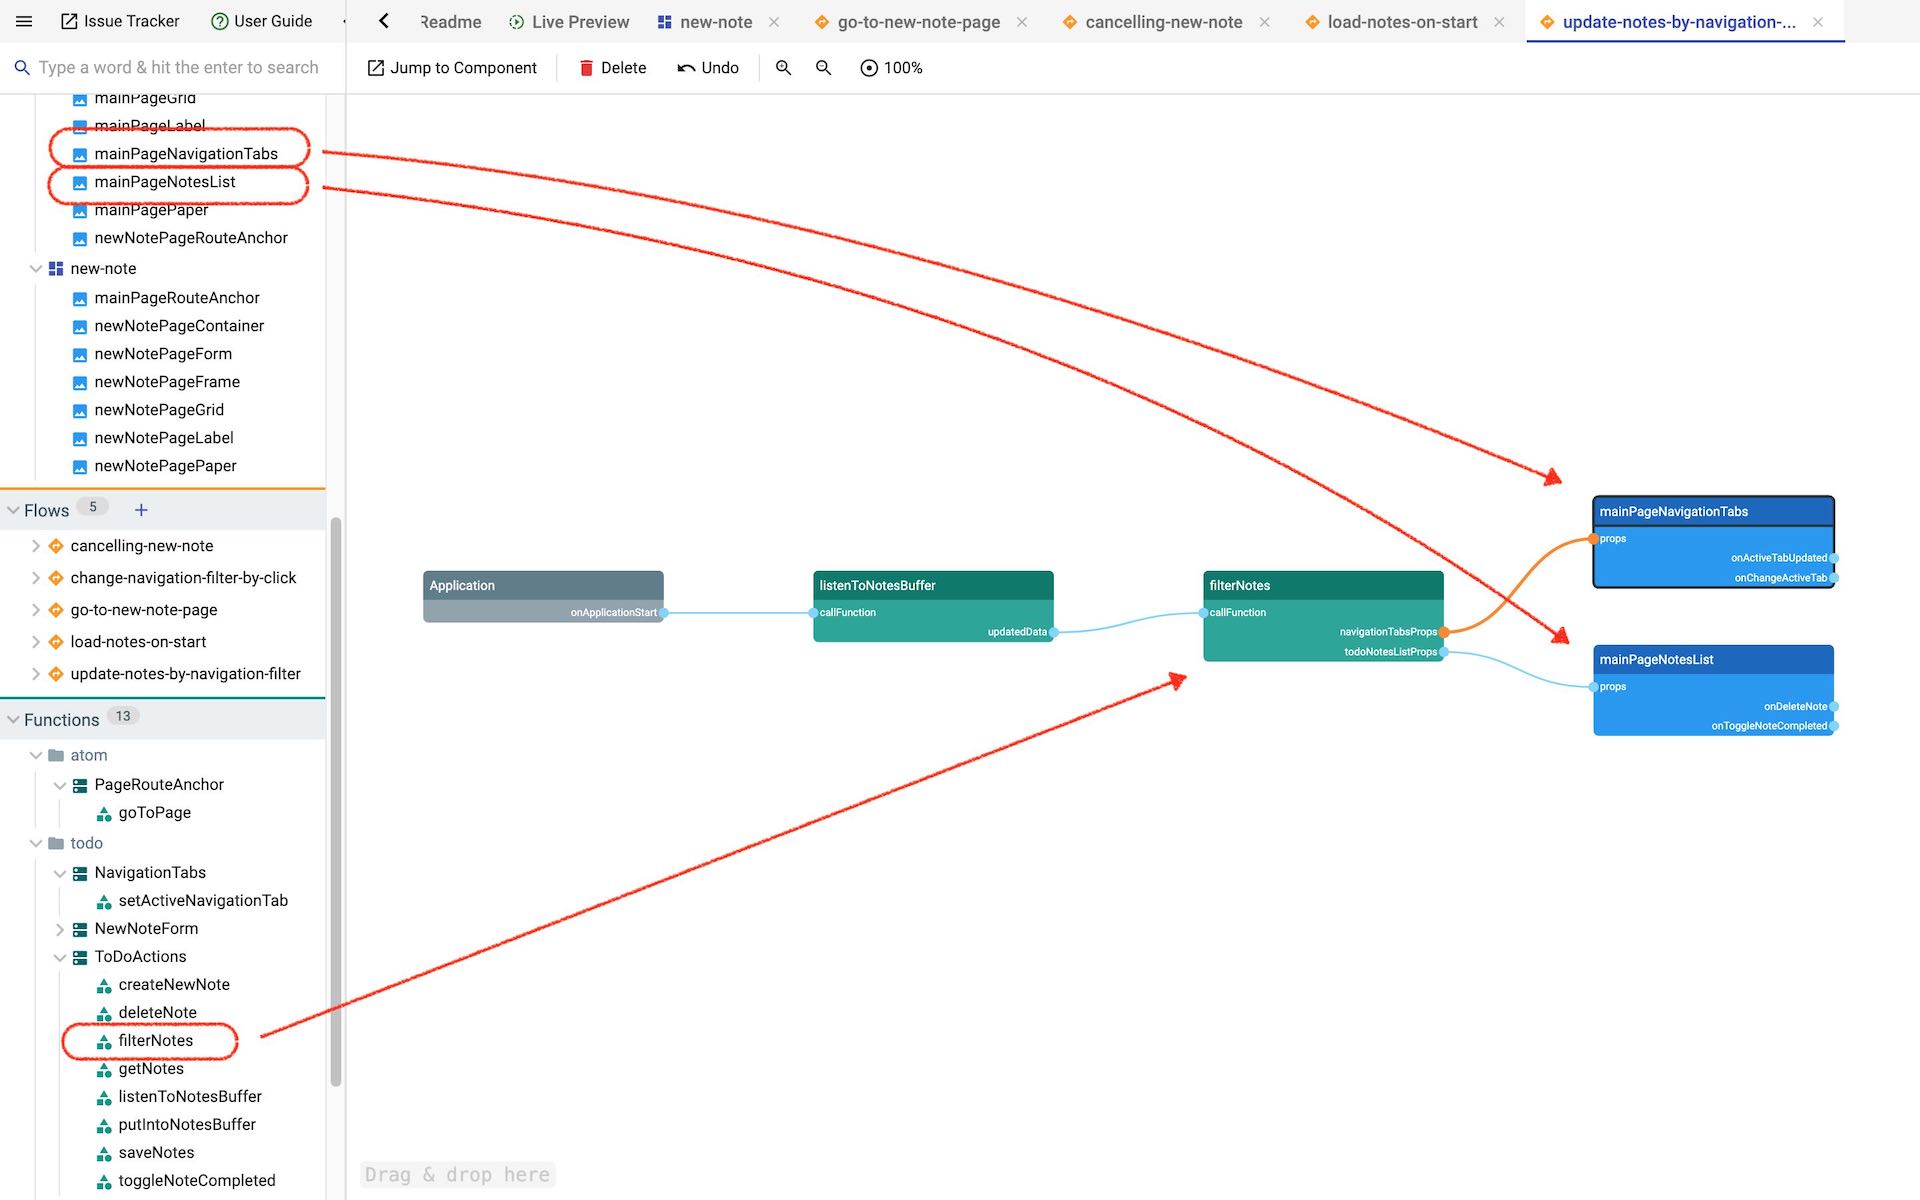 Issue Tracker
User Guide
Readme
Live Preview
new-note
go-to-new-note-page
cancelling-new-note
load-notes-on-start
update-notes-by-navigation-...
Type a word & hit the enter to search
Jump to Component
Delete
Undo
100%
mainPageGrid
mainPageLabel
mainPageNavigationTabs
mainPageNotesList
mainPagePaper
newNotePageRouteAnchor
new-note
mainPageRouteAnchor
newNotePageContainer
newNotePageForm
newNotePageFrame
newNotePageGrid
newNotePageLabel
newNotePagePaper
Flows 5 +
cancelling-new-note
change-navigation-filter-by-click
go-to-new-note-page
load-notes-on-start
update-notes-by-navigation-filter
Functions 13
atom
PageRouteAnchor
goToPage
todo
NavigationTabs
setActiveNavigationTab
NewNoteForm
ToDoActions
createNewNote
deleteNote
filterNotes
getNotes
listenToNotesBuffer
putIntoNotesBuffer
saveNotes
toggleNoteCompleted
Application
onApplicationStart
listenToNotesBuffer
callFunction
updatedData
filterNotes
callFunction
navigationTabsProps
todoNotesListProps
mainPageNavigationTabs
props
onActiveTabUpdated
onChangeActiveTab
mainPageNotesList
props
onDeleteNote
onToggleNoteCompleted
Drag & drop here